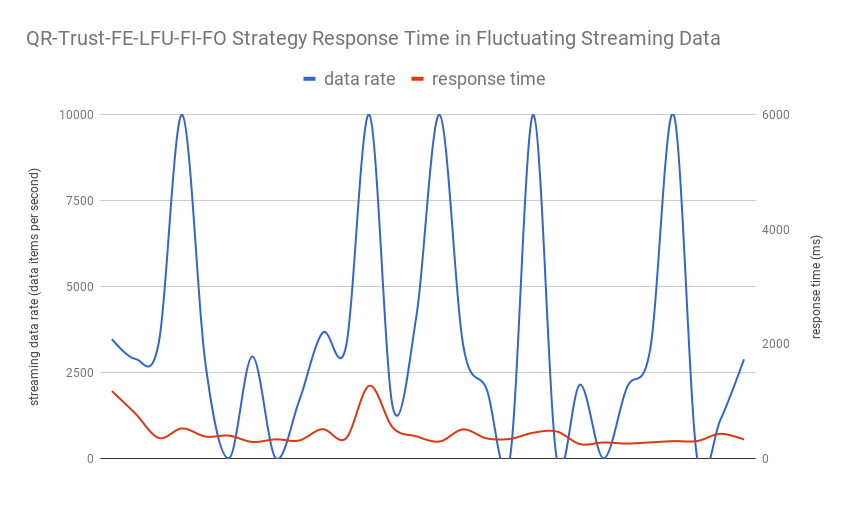 QR-Trust-FE-LFU-FI-FO Strategy Response Time in Fluctuating Streaming Data
data rate
response time
streaming data rate (data items per second)
10000
7500
5000
2500
0
6000
4000
2000
0
response time (ms)